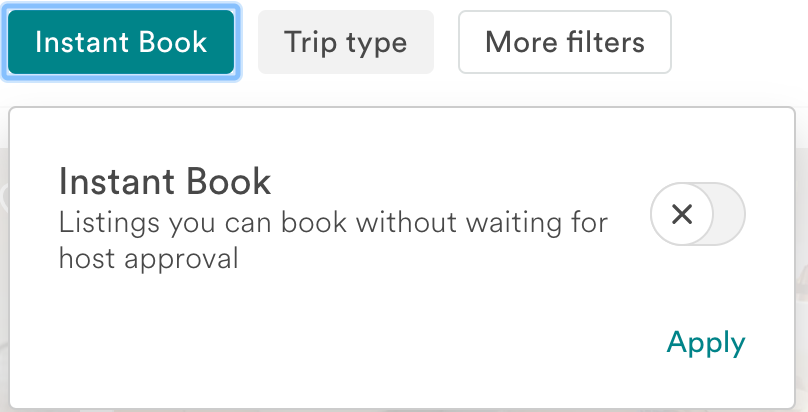 Instant Book
Trip type
More filters
Instant Book
Listings you can book without waiting for
host approval
Apply